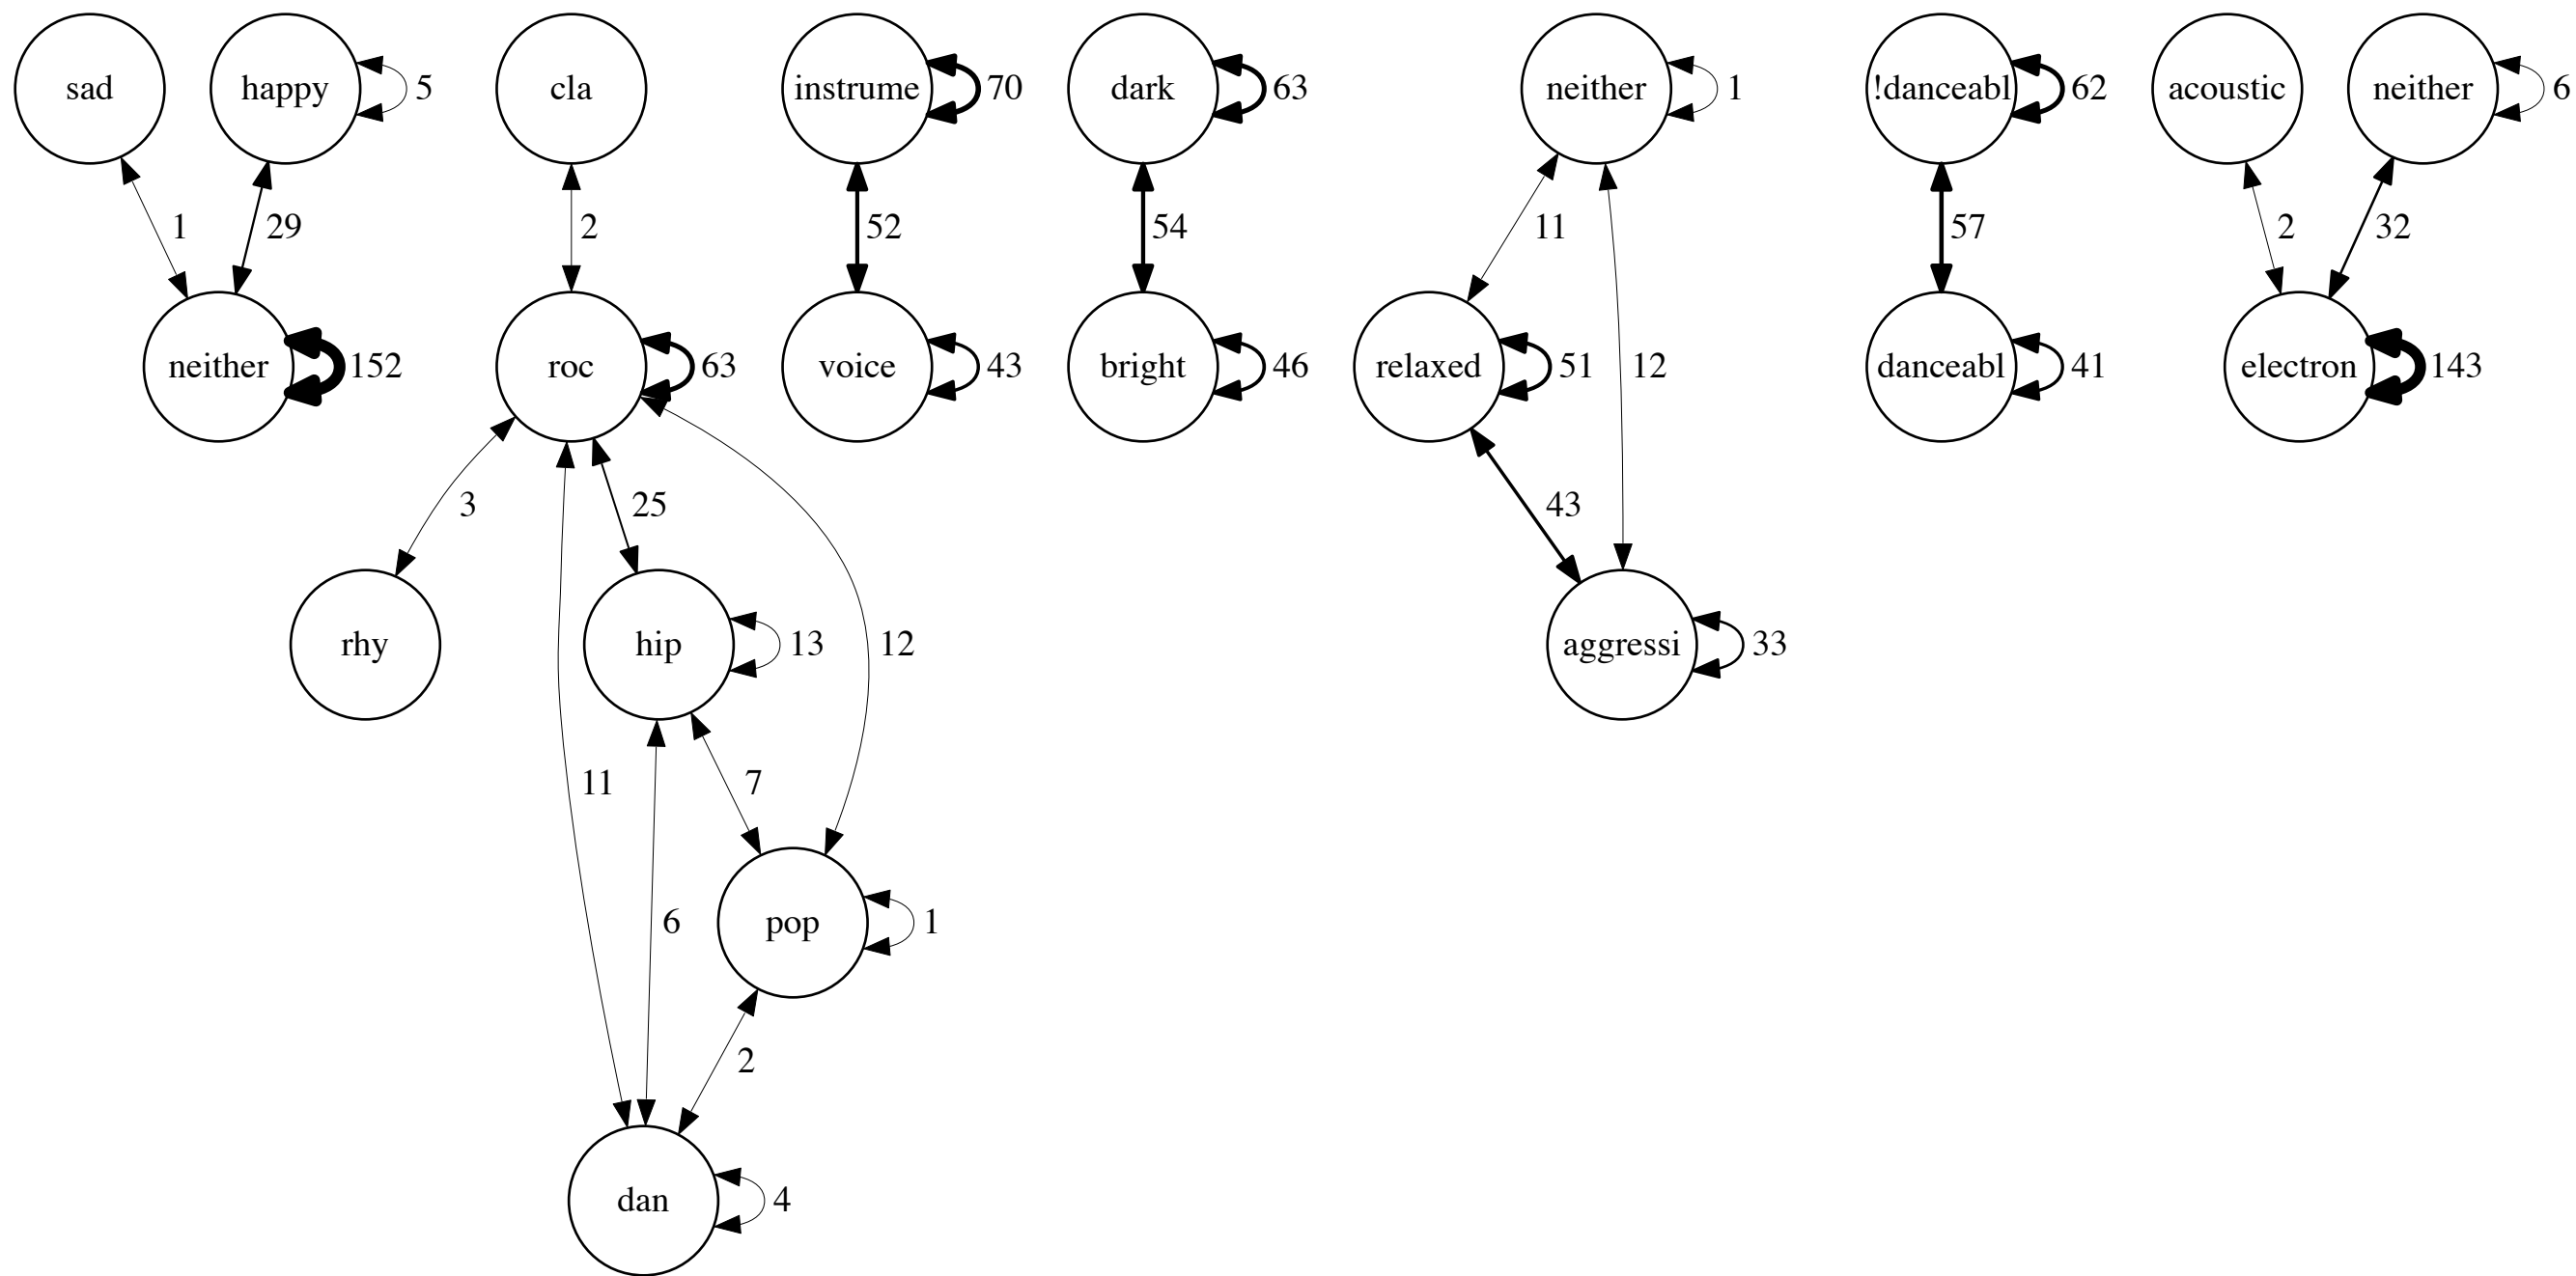 sad
happy
5
cla
instrume
70
dark
63
neither
1
!danceabl
62
acoustic
neither
6
1
29
2
52
54
11
57
2
32
neither
152
roc
63
voice
43
bright
46
relaxed
51
12
danceabl
41
electron
143
3
25
43
rhy
hip
13
12
aggressi
33
11
7
6
pop
1
2
dan
4